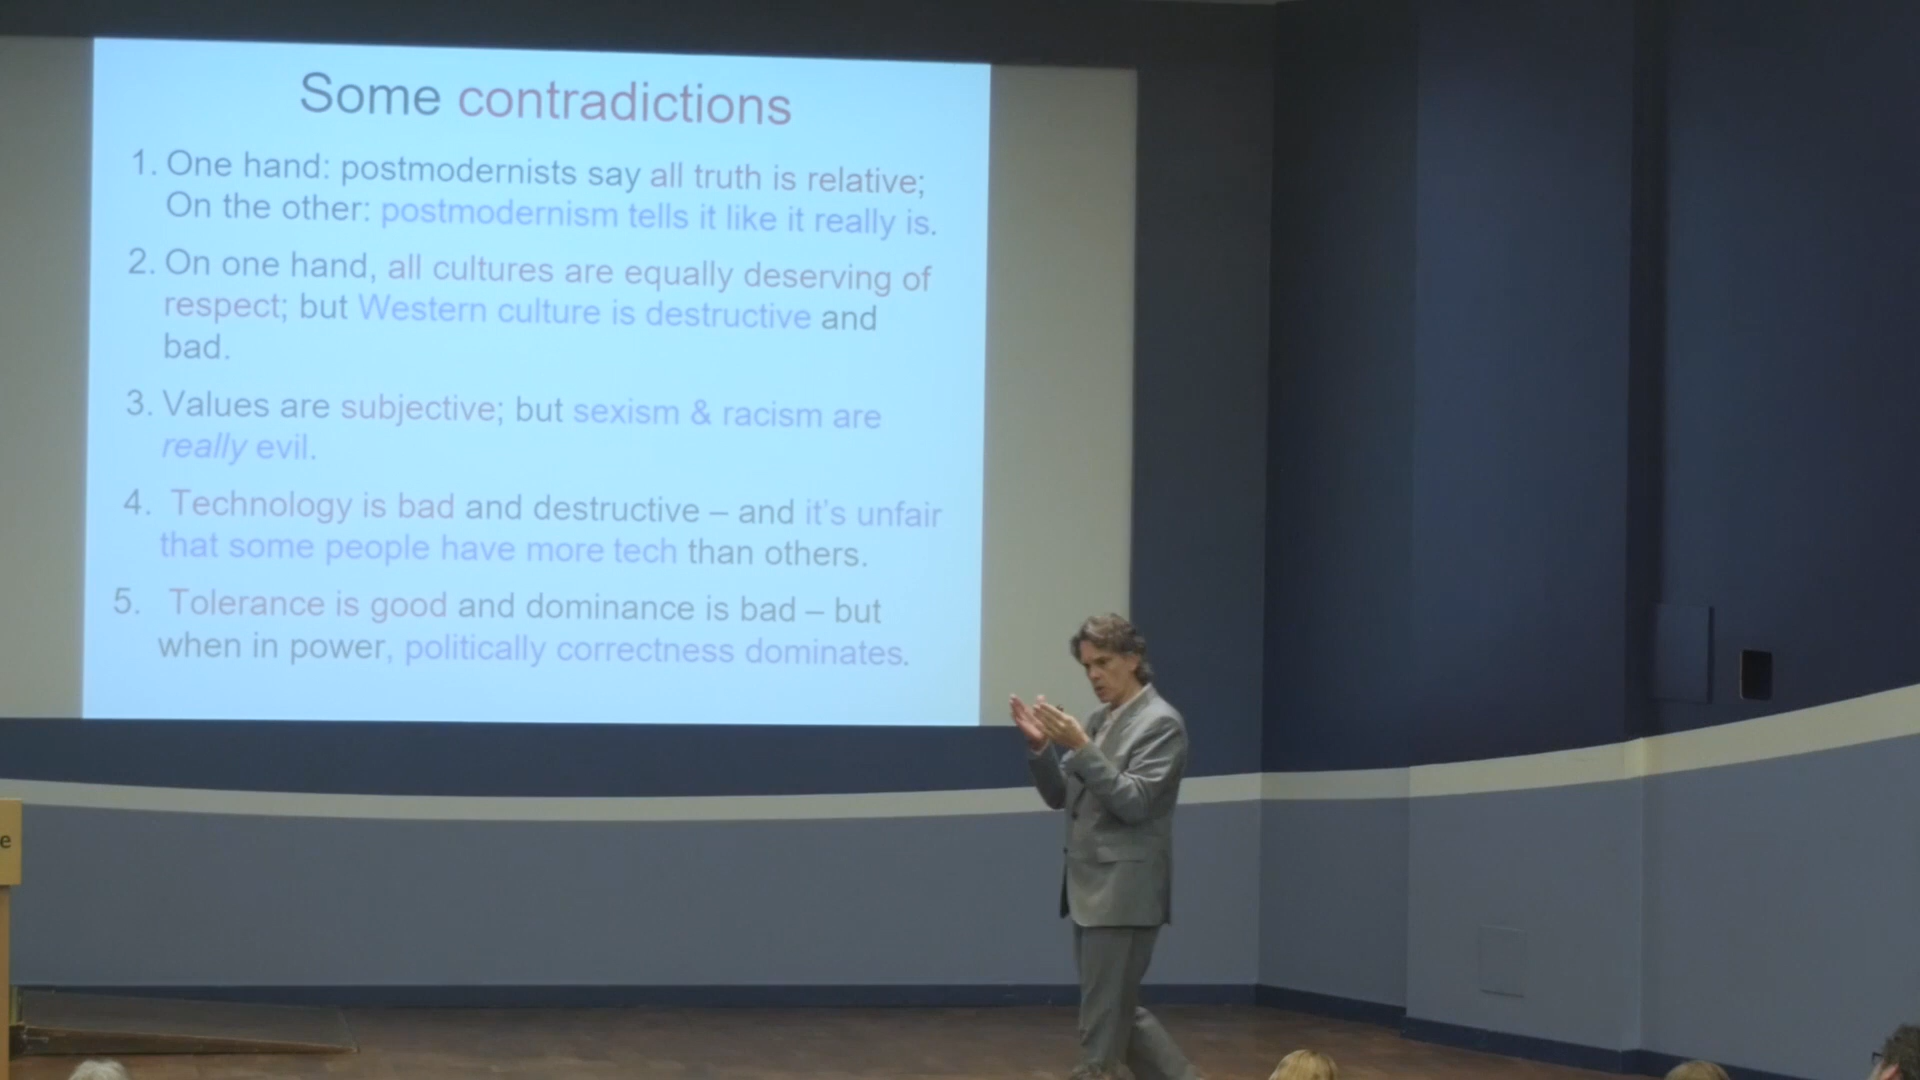 Some contradictions
1. One hand: postmodernists say all truth is relative;
On the other: postmodernism tells it like it really is.
2. On one hand, all cultures are equally deserving of
respect; but Western culture is destructive and
bad.
3. Values are subjective; but sexism & racism are
really evil.
4. Technology is bad and destructive – and it's unfair
that some people have more tech than others.
5. Tolerance is good and dominance is bad – but
when in power, politically correctness dominates.
e